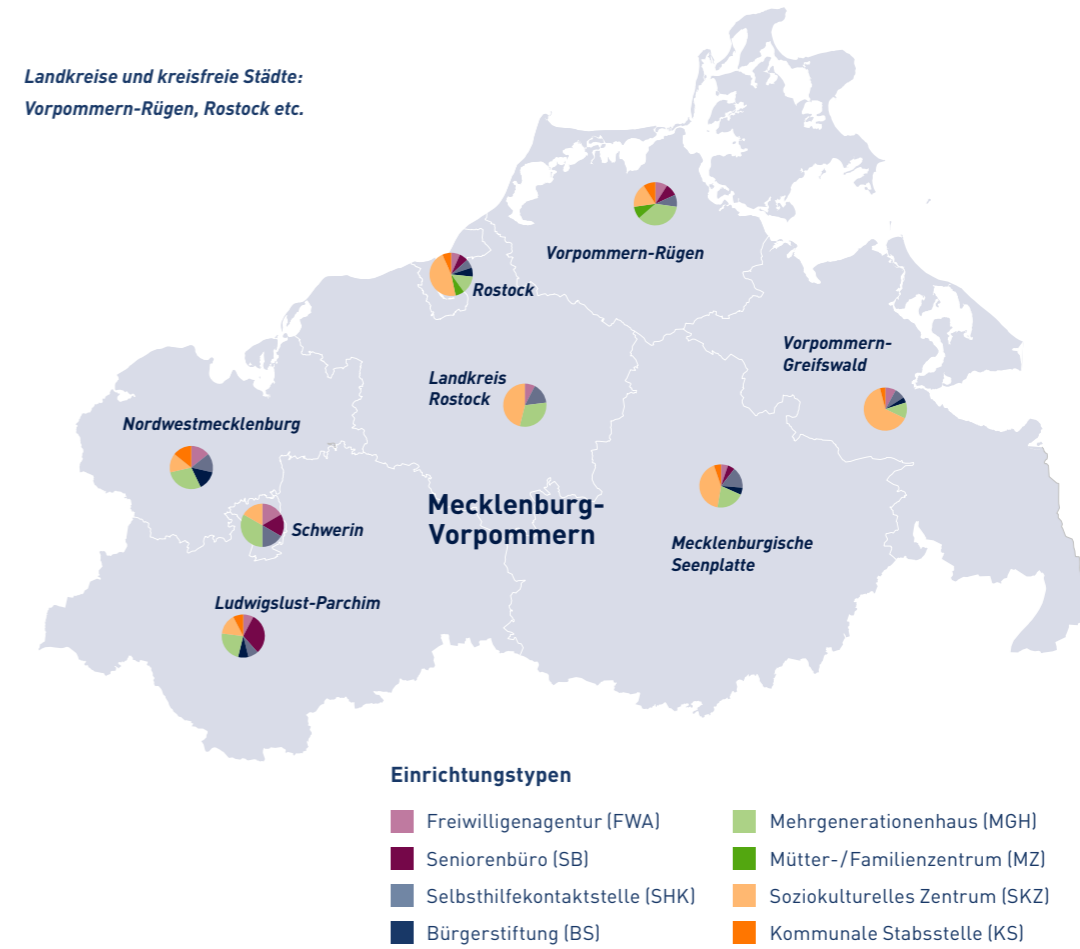 Landkreise und kreisfreie Städte:
Vorpommern-Rügen, Rostock etc.
Vorpommern-Rügen
Rostock
Vorpommern-
Greifswald
Landkreis
Rostock
Nordwestmecklenburg
Mecklenburg-
Vorpommern
Schwerin
Mecklenburgische
Seenplatte
Ludwigslust-Parchim
Einrichtungstypen
Freiwilligenagentur (FWA)
Seniorenbüro (SB)
Selbsthilfekontaktstelle (SHK)
Bürgerstiftung (BS)
Mehrgenerationenhaus (MGH)
Mütter-/Familienzentrum (MZ)
Soziokulturelles Zentrum (SKZ)
Kommunale Stabsstelle (KS)